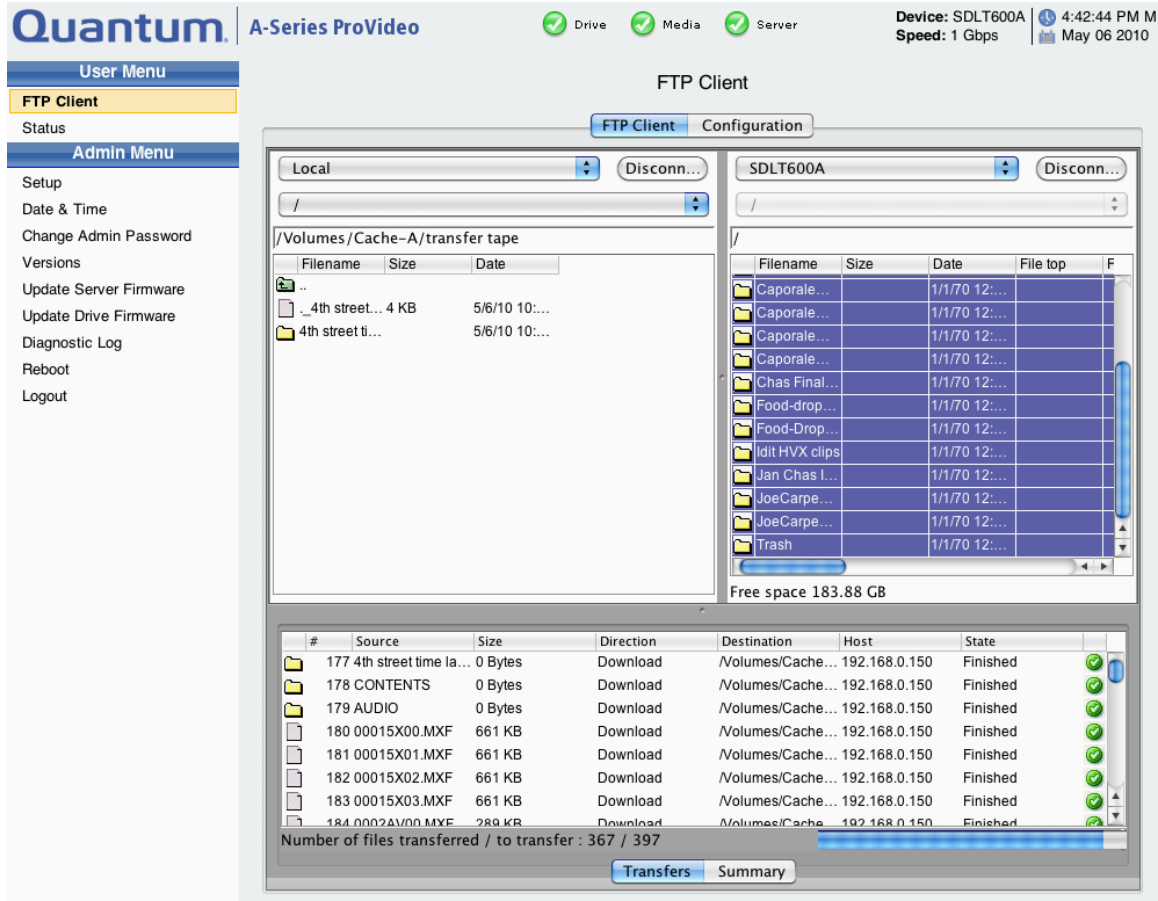 Quantum.
A-Series ProVideo
Drive
Media
Server
Device: SDLT600A
Speed: 1 Gbps
4:42:44 PM M
May 06 2010
User Menu
FTP Client
Status
Admin Menu
Setup
Date & Time
Change Admin Password
Versions
Update Server Firmware
Update Drive Firmware
Diagnostic Log
Reboot
Logout
FTP Client
FTP Client Configuration
Local Disconn...
/
/Volumes/Cache-A/transfer tape
Filename Size Date
..
._4th street... 4 KB 5/6/10 10:...
4th street ti... 5/6/10 10:...
SDLT600A Disconn...
/
/
Filename Size Date File top F
Caporale... 1/1/70 12:...
Caporale... 1/1/70 12:...
Caporale... 1/1/70 12:...
Caporale... 1/1/70 12:...
Chas Final... 1/1/70 12:...
Food-drop... 1/1/70 12:...
Food-Drop... 1/1/70 12:...
Idit HVX clips 1/1/70 12:...
Jan Chas I... 1/1/70 12:...
JoeCarpe... 1/1/70 12:...
JoeCarpe... 1/1/70 12:...
Trash 1/1/70 12:...
Free space 183.88 GB
# Source Size Direction Destination Host State
177 4th street time la... 0 Bytes Download /Volumes/Cache... 192.168.0.150 Finished
178 CONTENTS 0 Bytes Download /Volumes/Cache... 192.168.0.150 Finished
179 AUDIO 0 Bytes Download /Volumes/Cache... 192.168.0.150 Finished
180 00015X00.MXF 661 KB Download /Volumes/Cache... 192.168.0.150 Finished
181 00015X01.MXF 661 KB Download /Volumes/Cache... 192.168.0.150 Finished
182 00015X02.MXF 661 KB Download /Volumes/Cache... 192.168.0.150 Finished
183 00015X03.MXF 661 KB Download /Volumes/Cache... 192.168.0.150 Finished
184 0002AV00.MXF 289 KB Download /Volumes/Cache... 192.168.0.150 Finished
Number of files transferred / to transfer : 367 / 397
Transfers Summary